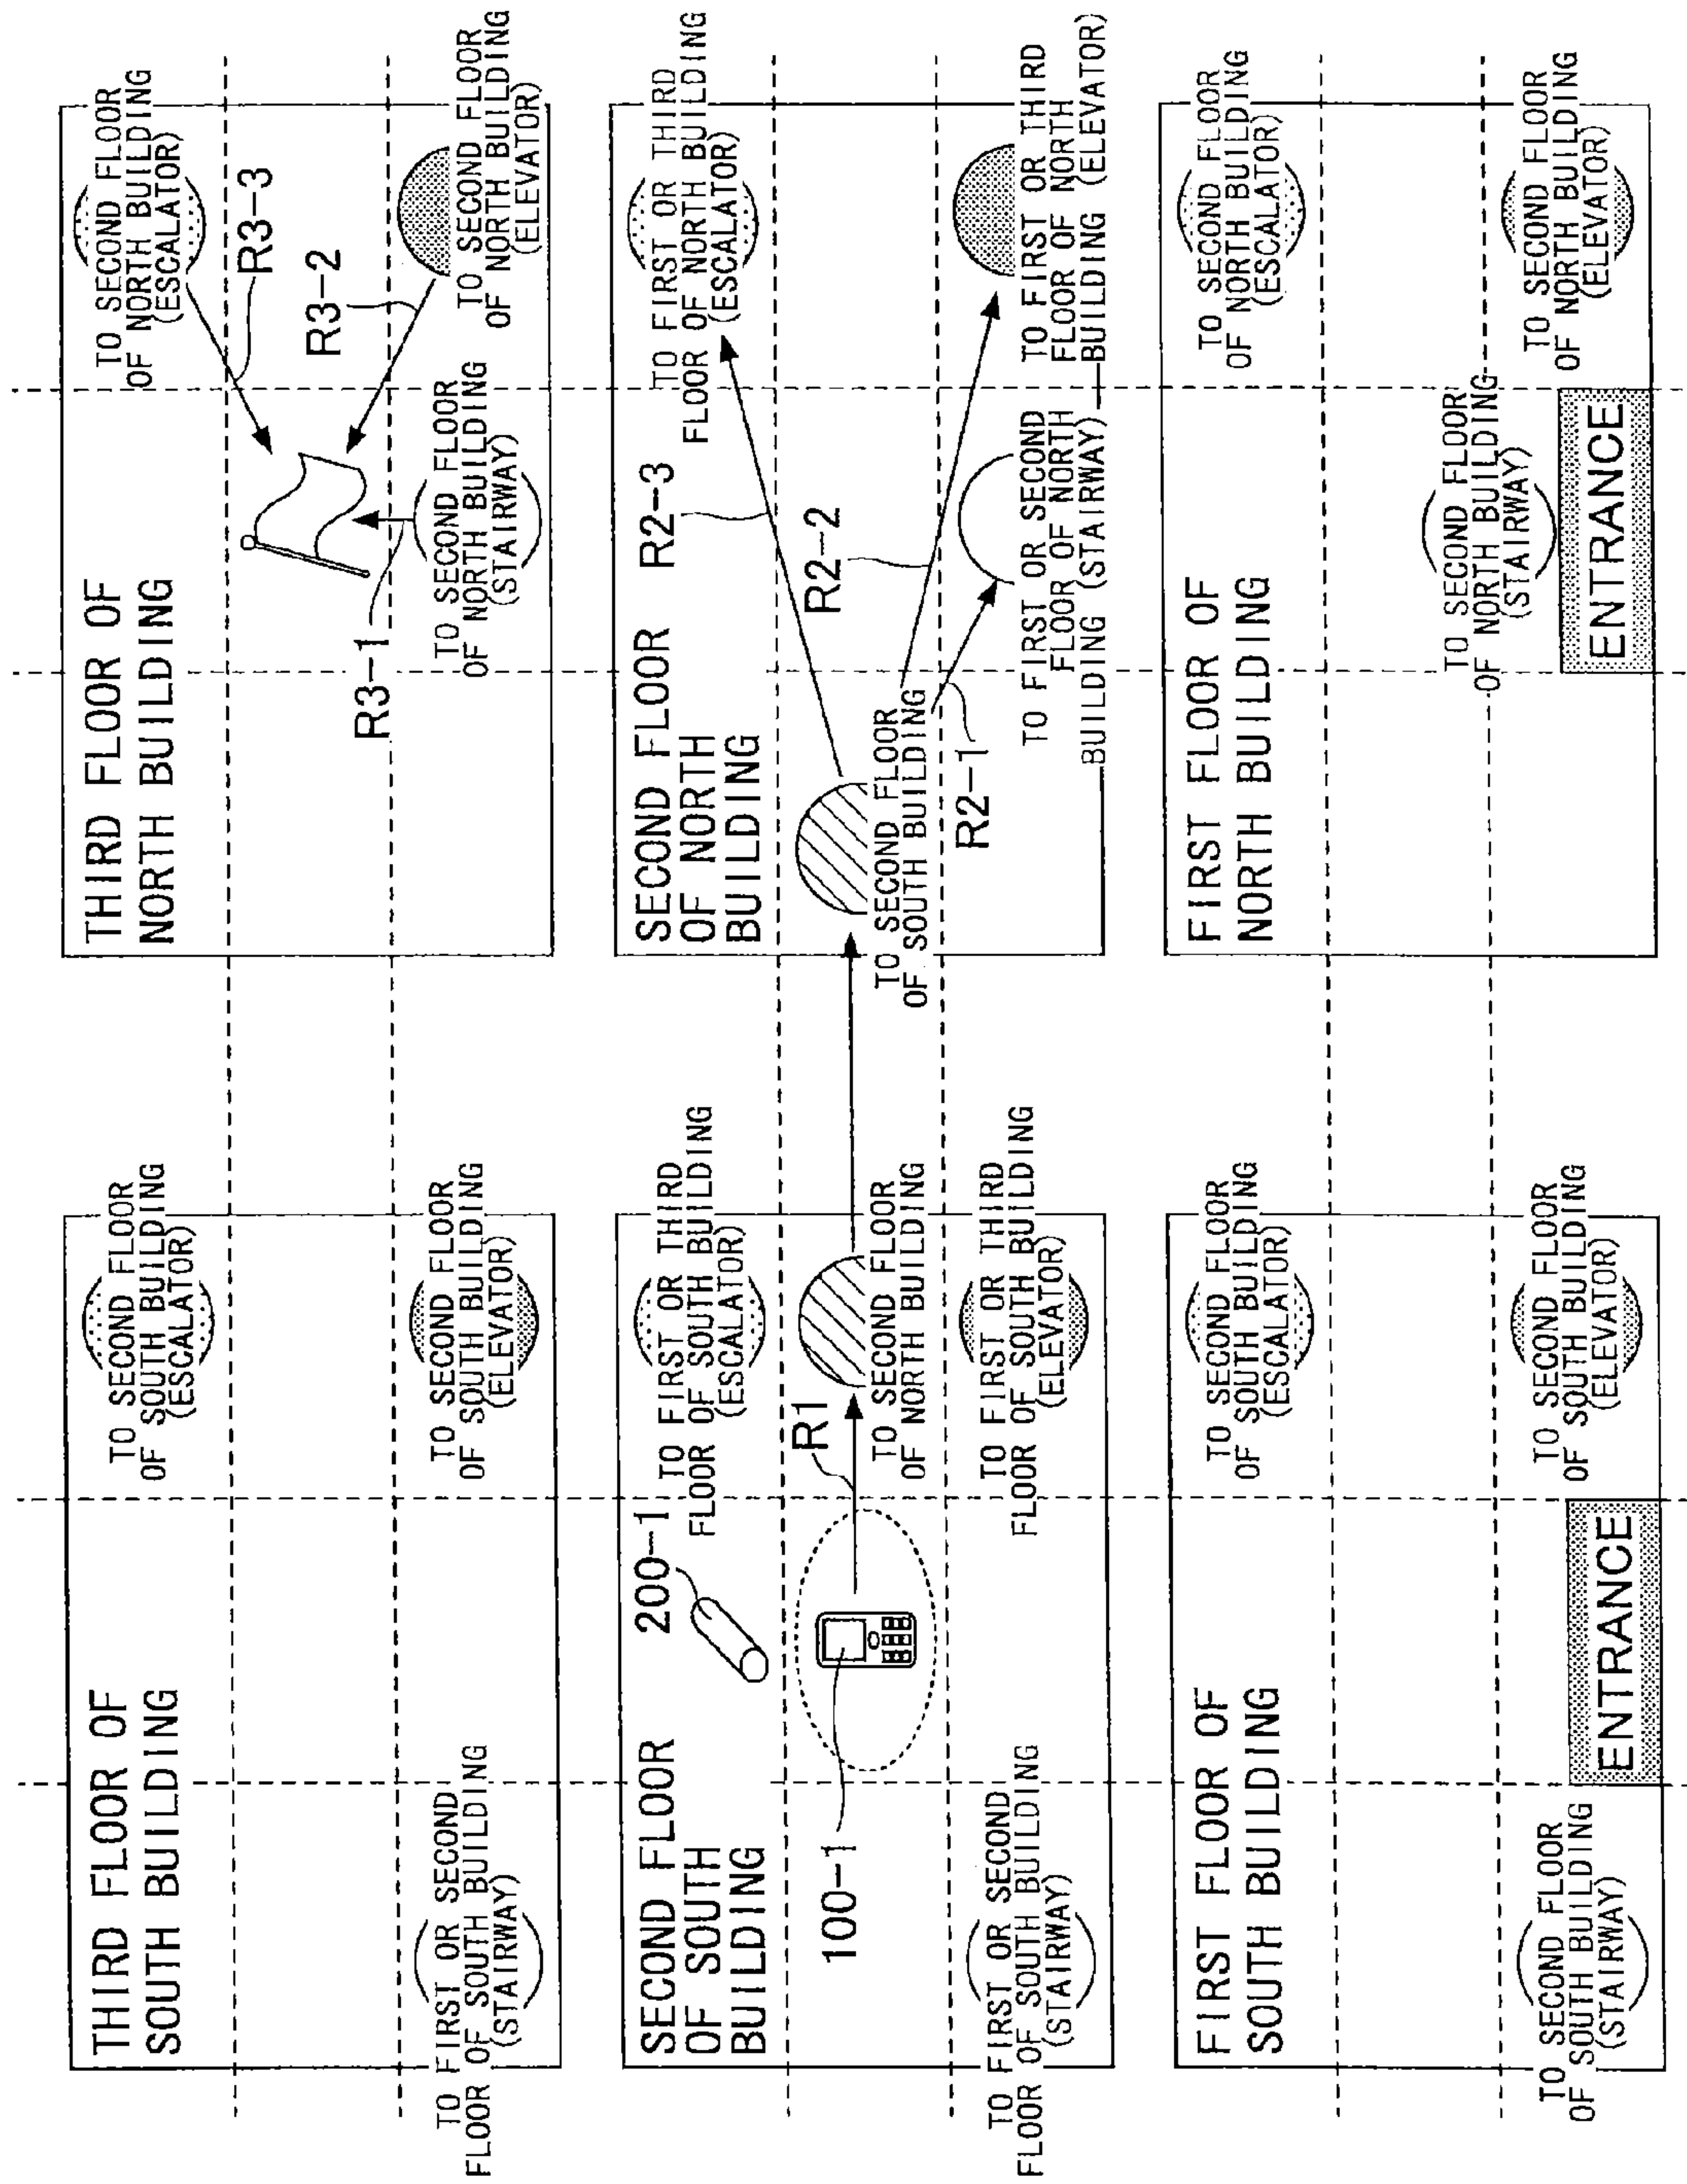 THIRD FLOOR OF
SOUTH BUILDING
TO SECOND FLOOR
OF SOUTH BUILDING
(ESCALATOR)
TO FIRST OR SECOND
FLOOR OF SOUTH BUILDING
(STAIRWAY)
TO SECOND FLOOR
OF SOUTH BUILDING
(ELEVATOR)
THIRD FLOOR OF
NORTH BUILDING
TO SECOND FLOOR
OF NORTH BUILDING
(ESCALATOR)
R3-3
R3-2
R3-1
TO SECOND FLOOR
OF NORTH BUILDING
(STAIRWAY)
TO SECOND FLOOR
OF NORTH BUILDING
(ELEVATOR)
SECOND FLOOR
OF SOUTH
BUILDING
200-1
TO FIRST OR THIRD
FLOOR OF SOUTH BUILDING
(ESCALATOR)
R1
100-1
TO SECOND FLOOR
OF NORTH BUILDING
TO FIRST OR SECOND
FLOOR OF SOUTH BUILDING
(STAIRWAY)
TO FIRST OR THIRD
FLOOR OF SOUTH BUILDING
(ELEVATOR)
SECOND FLOOR
OF NORTH
BUILDING
R2-3
TO FIRST OR THIRD
FLOOR OF NORTH BUILDING
(ESCALATOR)
R2-2
TO SECOND FLOOR
OF SOUTH BUILDING
R2-1
TO FIRST OR SECOND
FLOOR OF NORTH
BUILDING (STAIRWAY)
TO FIRST OR THIRD
FLOOR OF NORTH
BUILDING (ELEVATOR)
FIRST FLOOR OF
SOUTH BUILDING
TO SECOND FLOOR
OF SOUTH BUILDING
(ESCALATOR)
TO SECOND FLOOR
OF SOUTH BUILDING
(STAIRWAY)
ENTRANCE
TO SECOND FLOOR
OF SOUTH BUILDING
(ELEVATOR)
FIRST FLOOR OF
NORTH BUILDING
TO SECOND FLOOR
OF NORTH BUILDING
(ESCALATOR)
TO SECOND FLOOR
OF NORTH BUILDING
(STAIRWAY)
ENTRANCE
TO SECOND FLOOR
OF NORTH BUILDING
(ELEVATOR)